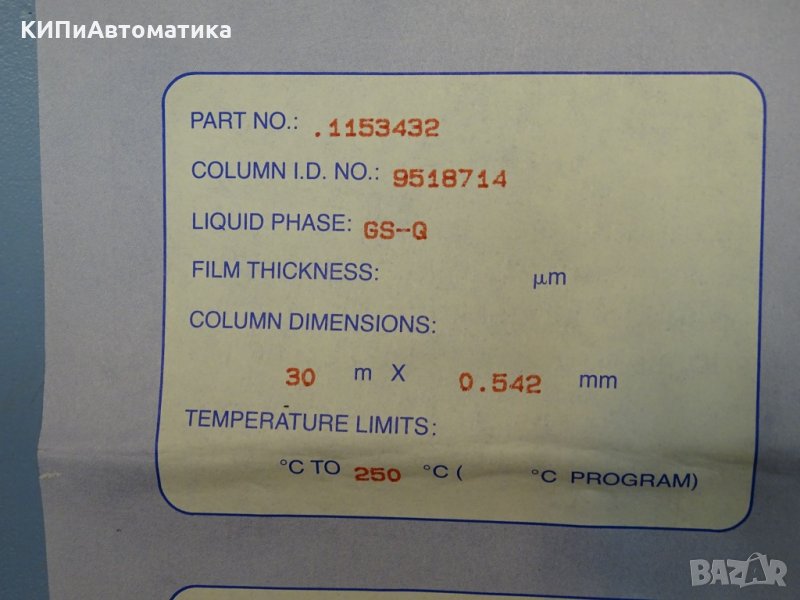 КИПиАвтоматика
PART NO.: .1153432
COLUMN I.D. NO.: 9518714
LIQUID PHASE: GS-Q
FILM THICKNESS: μm
COLUMN DIMENSIONS:
30 m X 0.542 mm
TEMPERATURE LIMITS:
°C TO 250 °C ( °C PROGRAM)
BAZAR